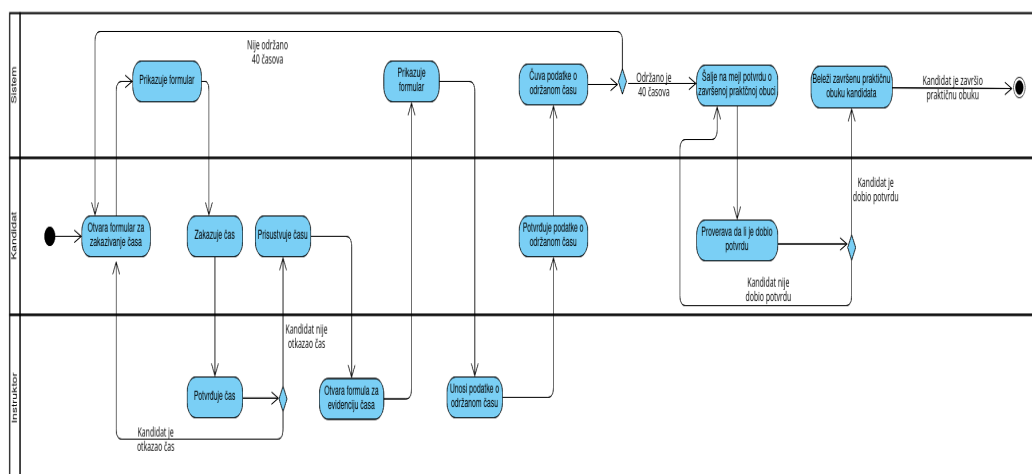 Sistem
Nije održano
40 časova
Prikazuje formular
Prikazuje
formular
Čuva podatke o
održanom času
Održano je
40 časova
Šalje na mejl potvrdu o
završenoj praktčnoj obuci
Beleži završenu praktičnu
obuku kandidata
Kandidat je završio
praktičnu obuku
Kandidat
Otvara formular za
zakazivanje časa
Zakazuje čas
Prisustvuje času
Potvrđuje podatke o
održanom času
Proverava da li je dobio
potvrdu
Kandidat je
dobio potvrdu
Kandidat nije
dobio potvrdu
Instruktor
Kandidat nije
otkazao čas
Potvrđuje čas
Otvara formula za
evidenciju časa
Unosi podatke o
održanom času
Kandidat je
otkazao čas